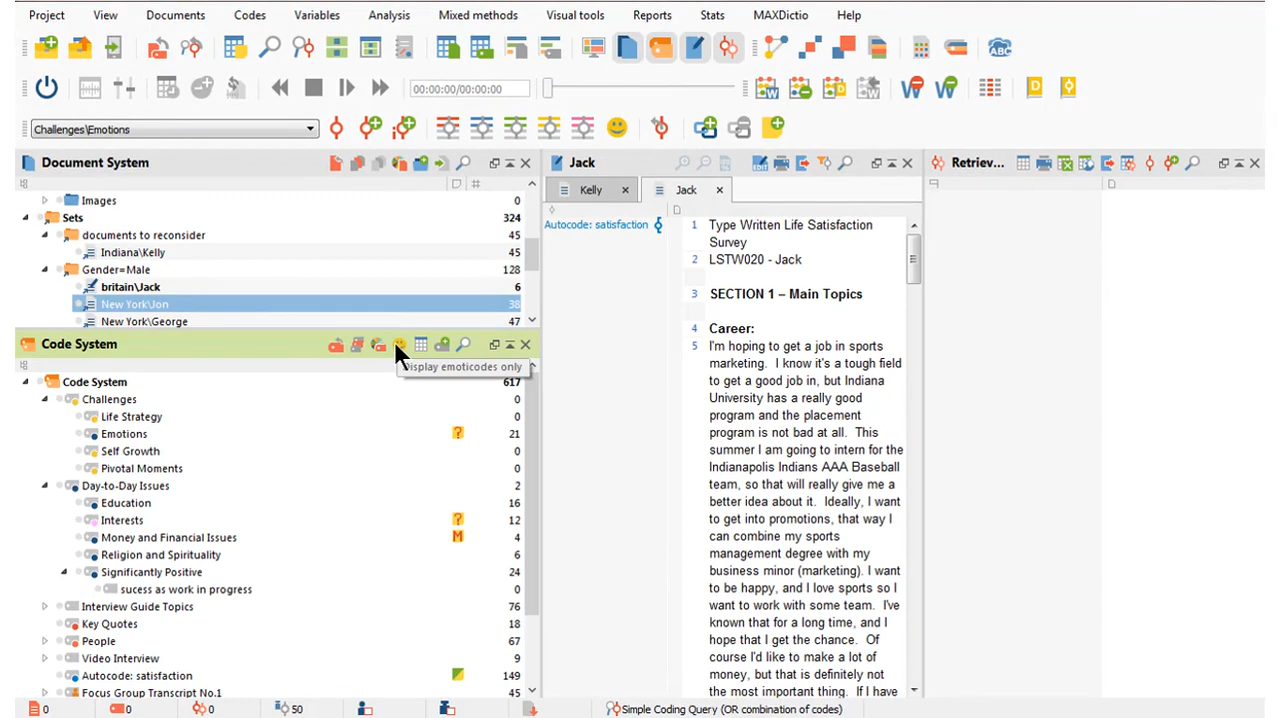 Project Import Documents Codes Variables Analysis Mixed methods Visual tools Reports Stats MAXDictio Help
ABC
00:00:00/00:00:00
Challenges\Emotions
Document System
Jack
Retriev...
Kelly
Jack
#
Images 0
Sets 324
documents to reconsider 45
Indiana\Kelly 45
Gender=Male 128
britain\Jack 6
New York\Jon 38
New York\George 47
Code System
Display emoticodes only
Code System 617
Challenges 0
Life Strategy 0
Emotions ? 21
Self Growth 0
Pivotal Moments 0
Day-to-Day Issues 2
Education 16
Interests ? 12
Money and Financial Issues M 4
Religion and Spirituality 6
Significantly Positive 24
sucess as work in progress 0
Interview Guide Topics 76
Key Quotes 18
People 67
Video Interview 9
Autocode: satisfaction 149
Focus Group Transcript No.1 45
Autocode: satisfaction
1 Type Written Life Satisfaction
Survey
2 LSTW020 - Jack
3 SECTION 1 – Main Topics
4 Career:
5 I'm hoping to get a job in sports
marketing. I know it's a tough field
to get a good job in, but Indiana
University has a really good
program and the placement
program is not bad at all. This
summer I am going to intern for the
Indianapolis Indians AAA Baseball
team, so that will really give me a
better idea about it. Ideally, I want
to get into promotions, that way I
can combine my sports
management degree with my
business minor (marketing). I want
to be happy, and I love sports so I
want to work with some team. I've
known that for a long time, and I
hope that I get the chance. Of
course I'd like to make a lot of
money, but that is definitely not
the most important thing. If I have
0 0 0 50 Simple Coding Query (OR combination of codes)